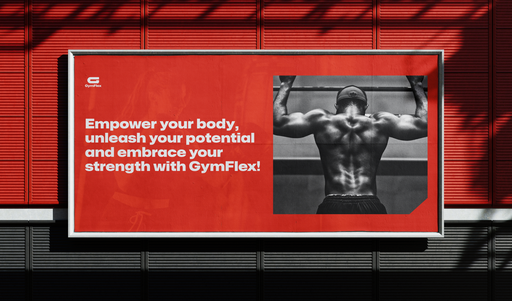 GymFlex
Empower your body,
unleash your potential
and embrace your
strength with GymFlex!